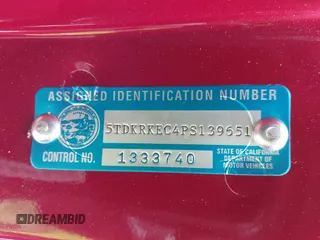 ASSIGNED IDENTIFICATION NUMBER
5TDKRKEC4PS139651
CONTROL NO. 1333740
STATE OF CALIFORNIA
DEPARTMENT OF
MOTOR VEHICLES
DREAMBID